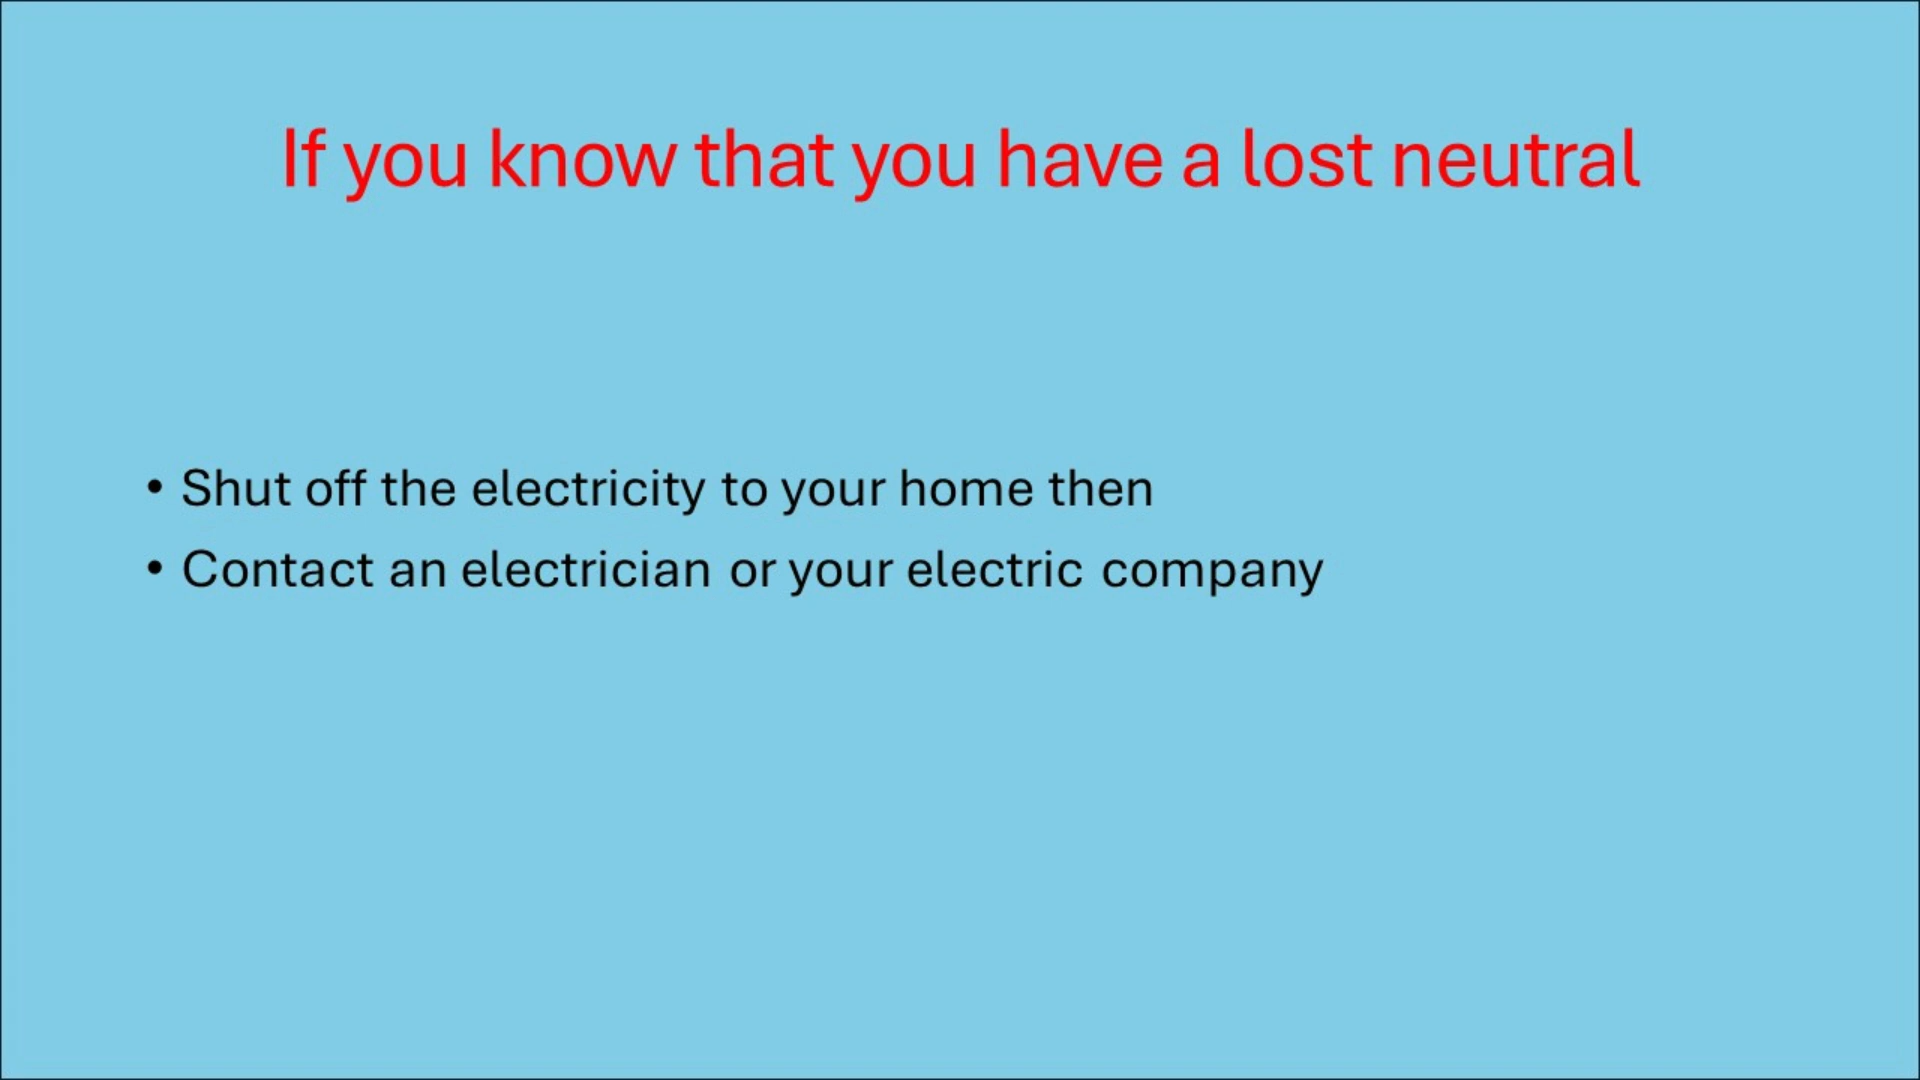 If you know that you have a lost neutral
• Shut off the electricity to your home then
• Contact an electrician or your electric company